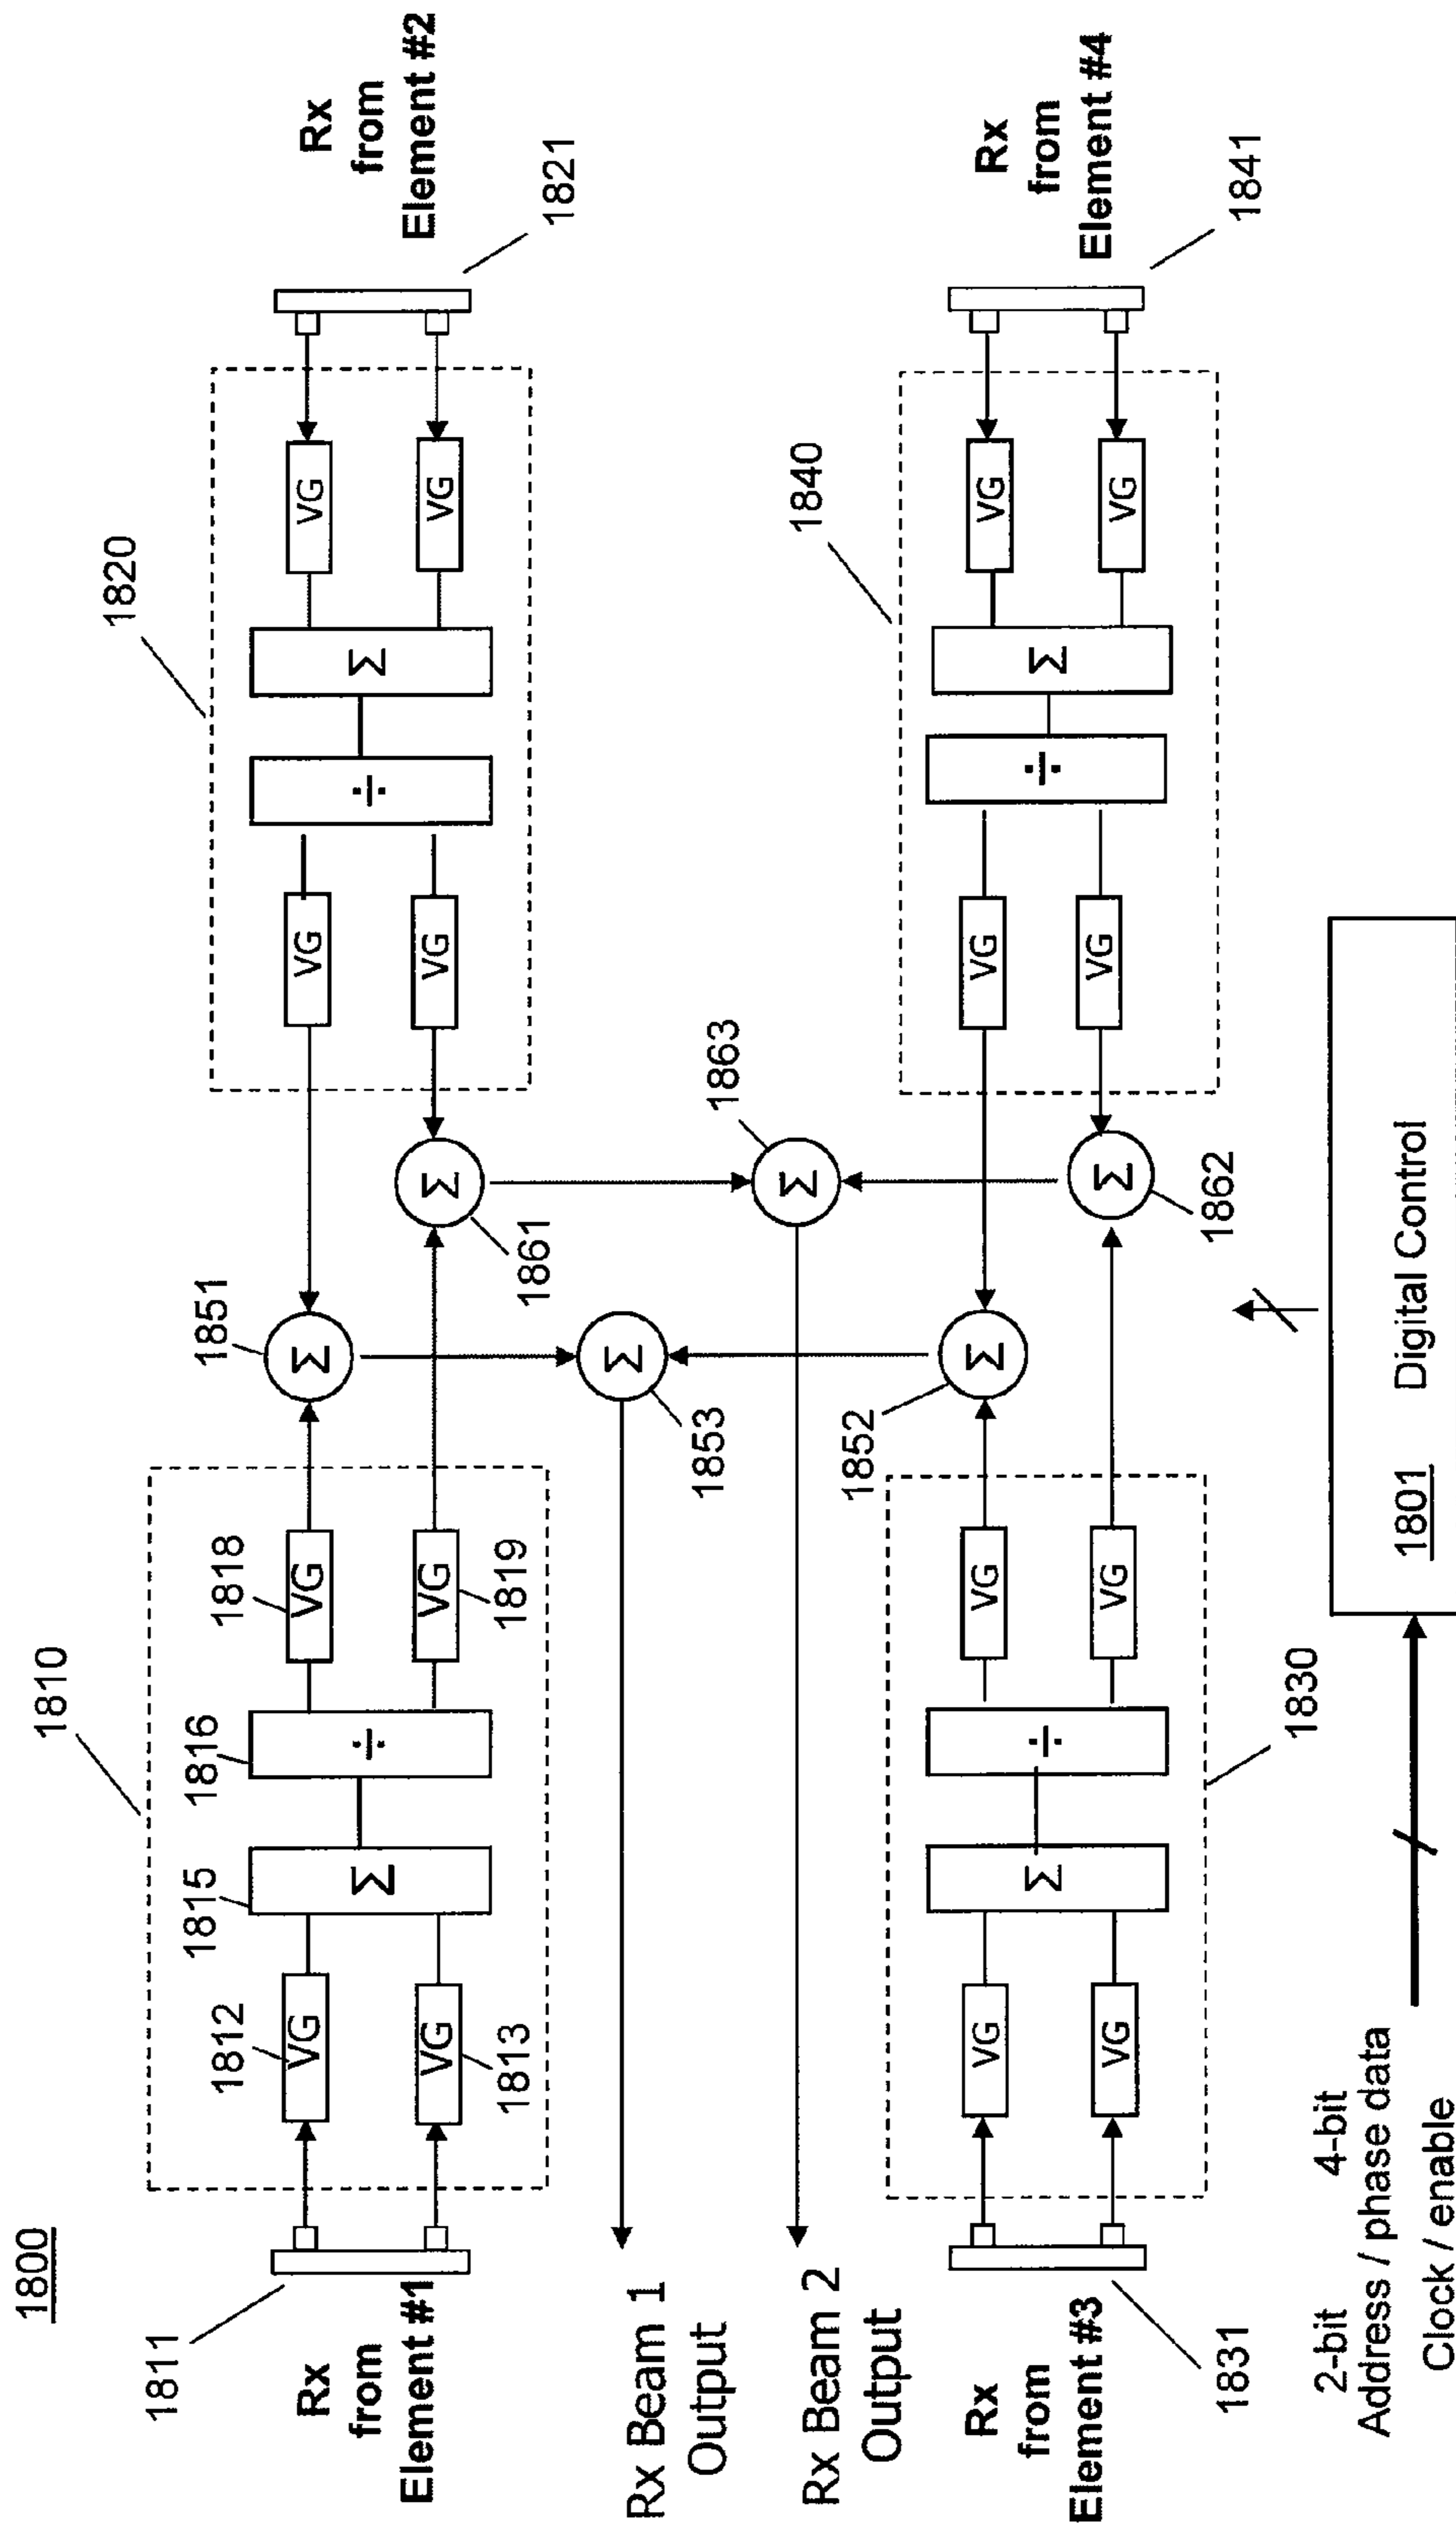 1800
1811
Rx
from
Element #1
1810
1812
VG
VG
1813
1815
Σ
1816
÷
1818
VG
VG
1819
1851
Σ
Σ
1861
1820
VG
VG
÷
Σ
VG
VG
Rx
from
Element #2
1821
Rx Beam 1
Output
Σ
1853
Rx Beam 2
Output
Σ
1863
Rx
from
Element #3
1831
VG
VG
Σ
÷
VG
VG
1830
1852
Σ
Σ
1862
1840
VG
VG
÷
Σ
VG
VG
Rx
from
Element #4
1841
2-bit 4-bit
Address / phase data
Clock / enable
1801 Digital Control